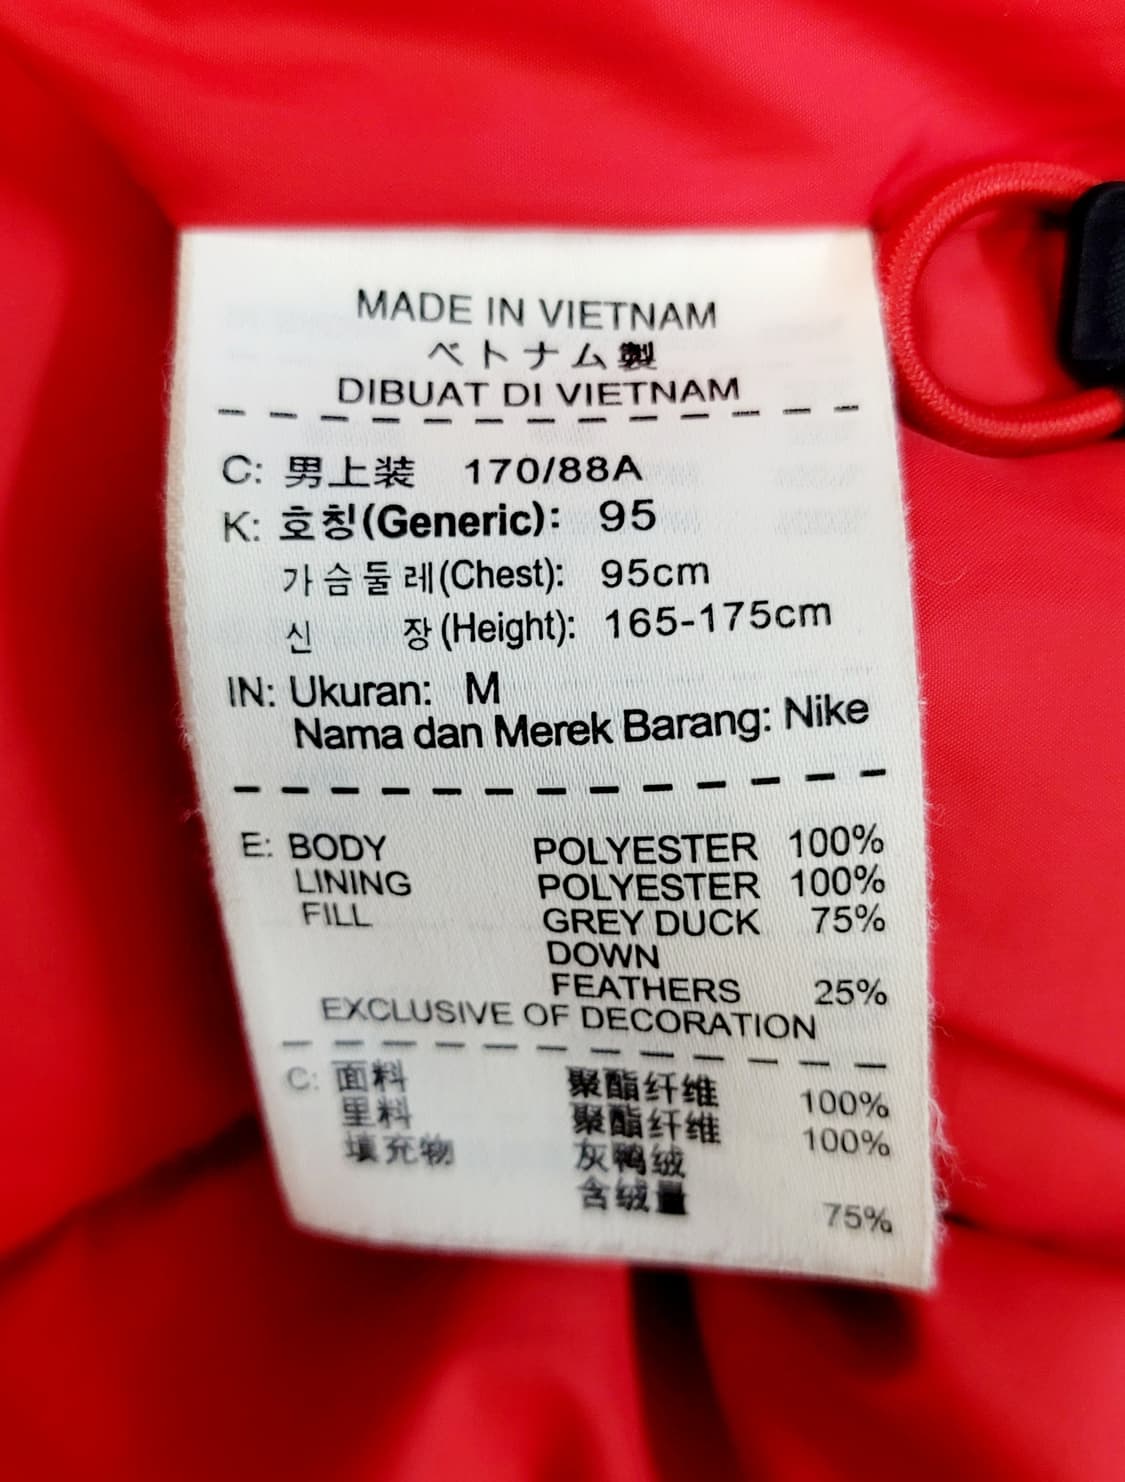 MADE IN VIETNAM
ベトナム製
DIBUAT DI VIETNAM
C: 男上装 170/88A
K: 호칭(Generic): 95
가슴둘레(Chest): 95cm
신 장(Height): 165-175cm
IN: Ukuran: M
Nama dan Merek Barang: Nike
E: BODY POLYESTER 100%
LINING POLYESTER 100%
FILL GREY DUCK 75%
DOWN
FEATHERS 25%
EXCLUSIVE OF DECORATION
C: 面料 聚酯纤维 100%
里料 聚酯纤维 100%
填充物 灰鸭绒
含绒量 75%